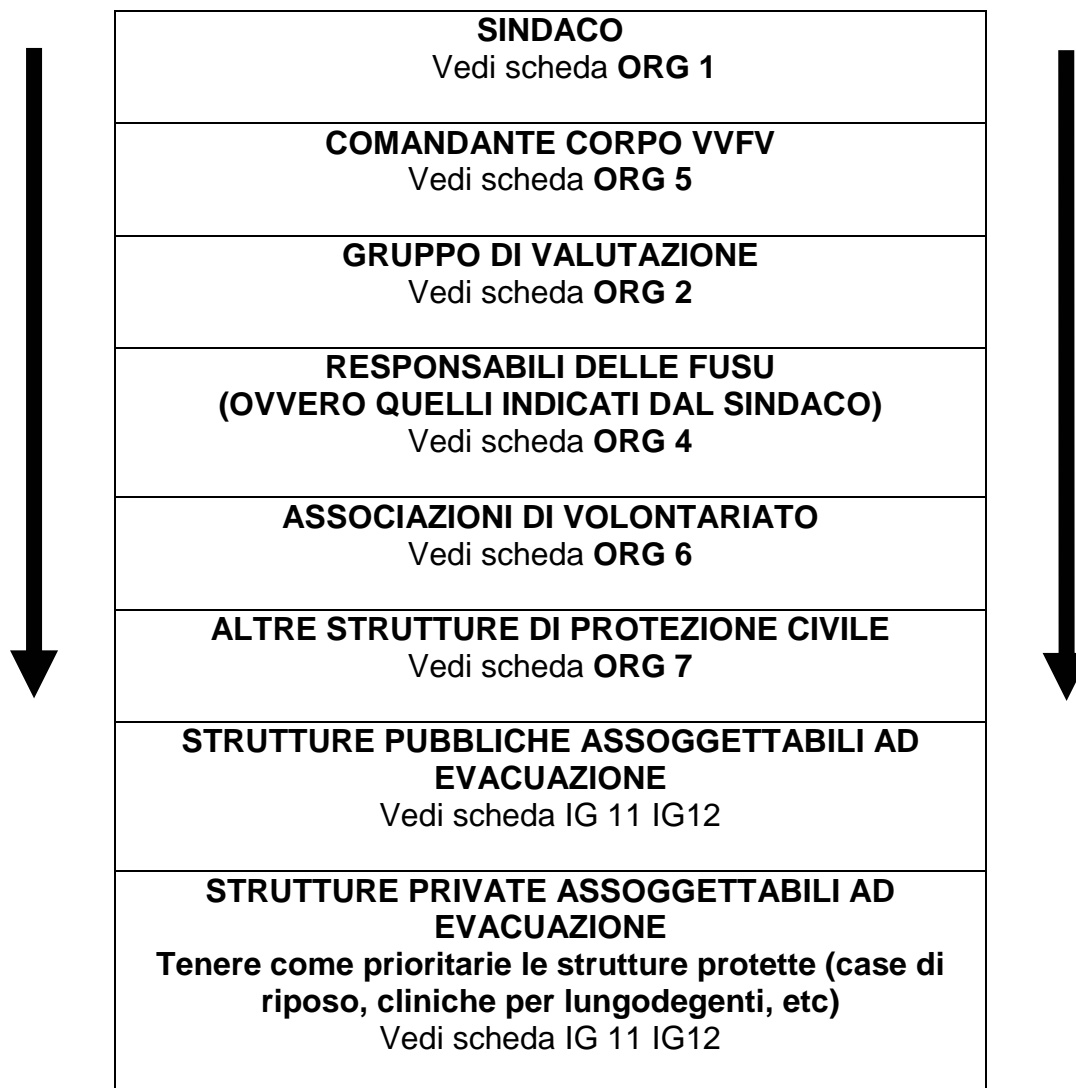 SINDACO
Vedi scheda ORG 1
COMANDANTE CORPO VVFV
Vedi scheda ORG 5
GRUPPO DI VALUTAZIONE
Vedi scheda ORG 2
RESPONSABILI DELLE FUSU
(OVVERO QUELLI INDICATI DAL SINDACO)
Vedi scheda ORG 4
ASSOCIAZIONI DI VOLONTARIATO
Vedi scheda ORG 6
ALTRE STRUTTURE DI PROTEZIONE CIVILE
Vedi scheda ORG 7
STRUTTURE PUBBLICHE ASSOGGETTABILI AD
EVACUAZIONE
Vedi scheda IG 11 IG12
STRUTTURE PRIVATE ASSOGGETTABILI AD
EVACUAZIONE
Tenere come prioritarie le strutture protette (case di
riposo, cliniche per lungodegenti, etc)
Vedi scheda IG 11 IG12